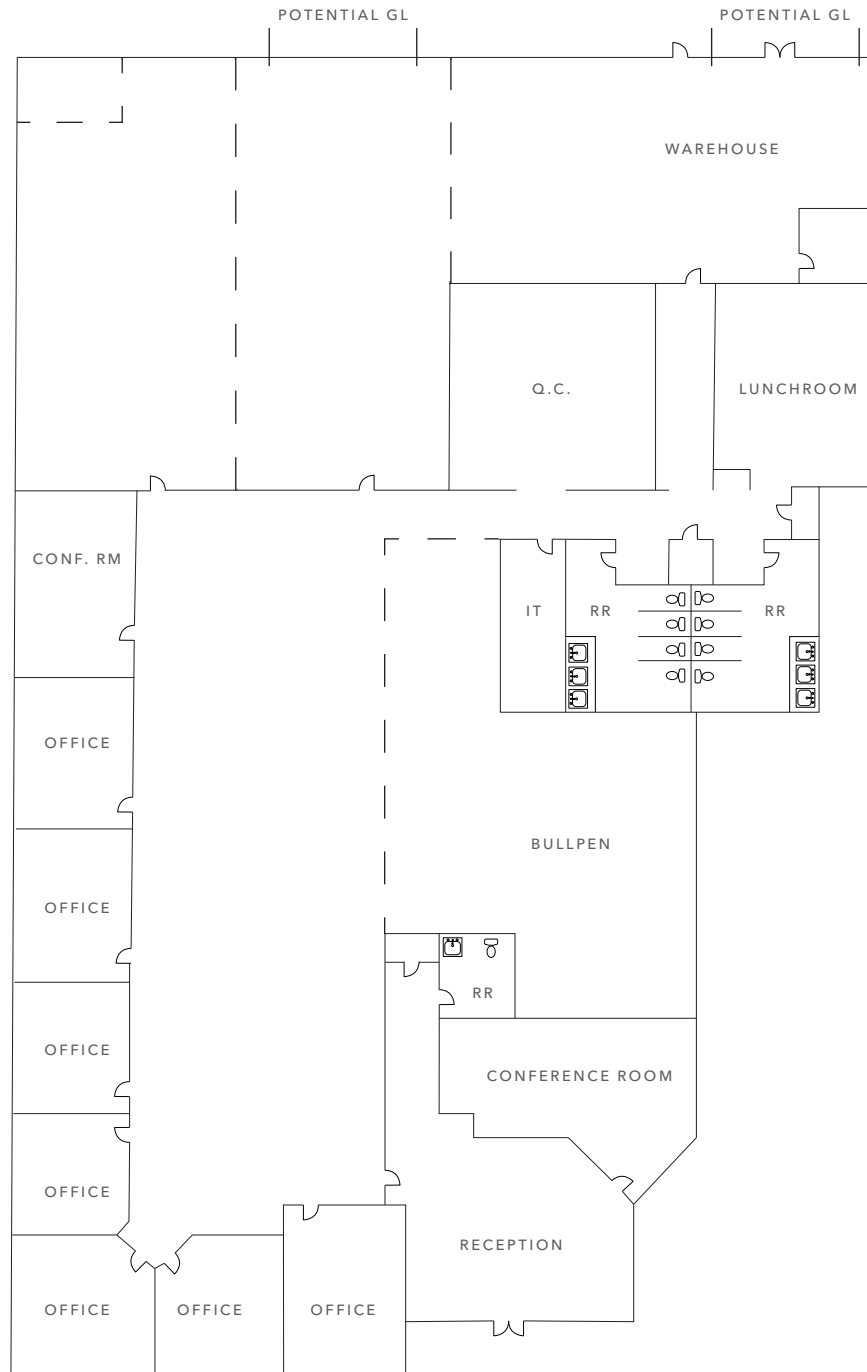 POTENTIAL GL
POTENTIAL GL
WAREHOUSE
Q.C.
LUNCHROOM
CONF. RM
IT
RR
RR
OFFICE
BULLPEN
OFFICE
RR
OFFICE
CONFERENCE ROOM
OFFICE
RECEPTION
OFFICE
OFFICE
OFFICE